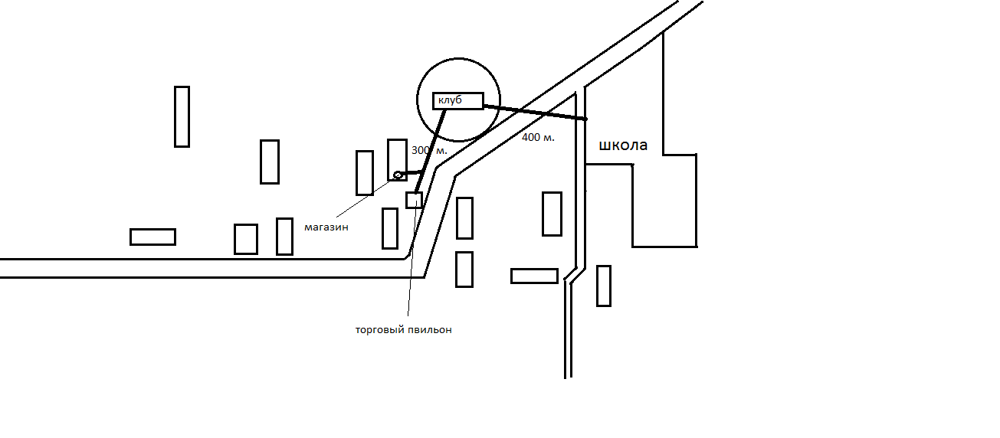 клуб
300 м.
400 м.
школа
магазин
торговый пвильон